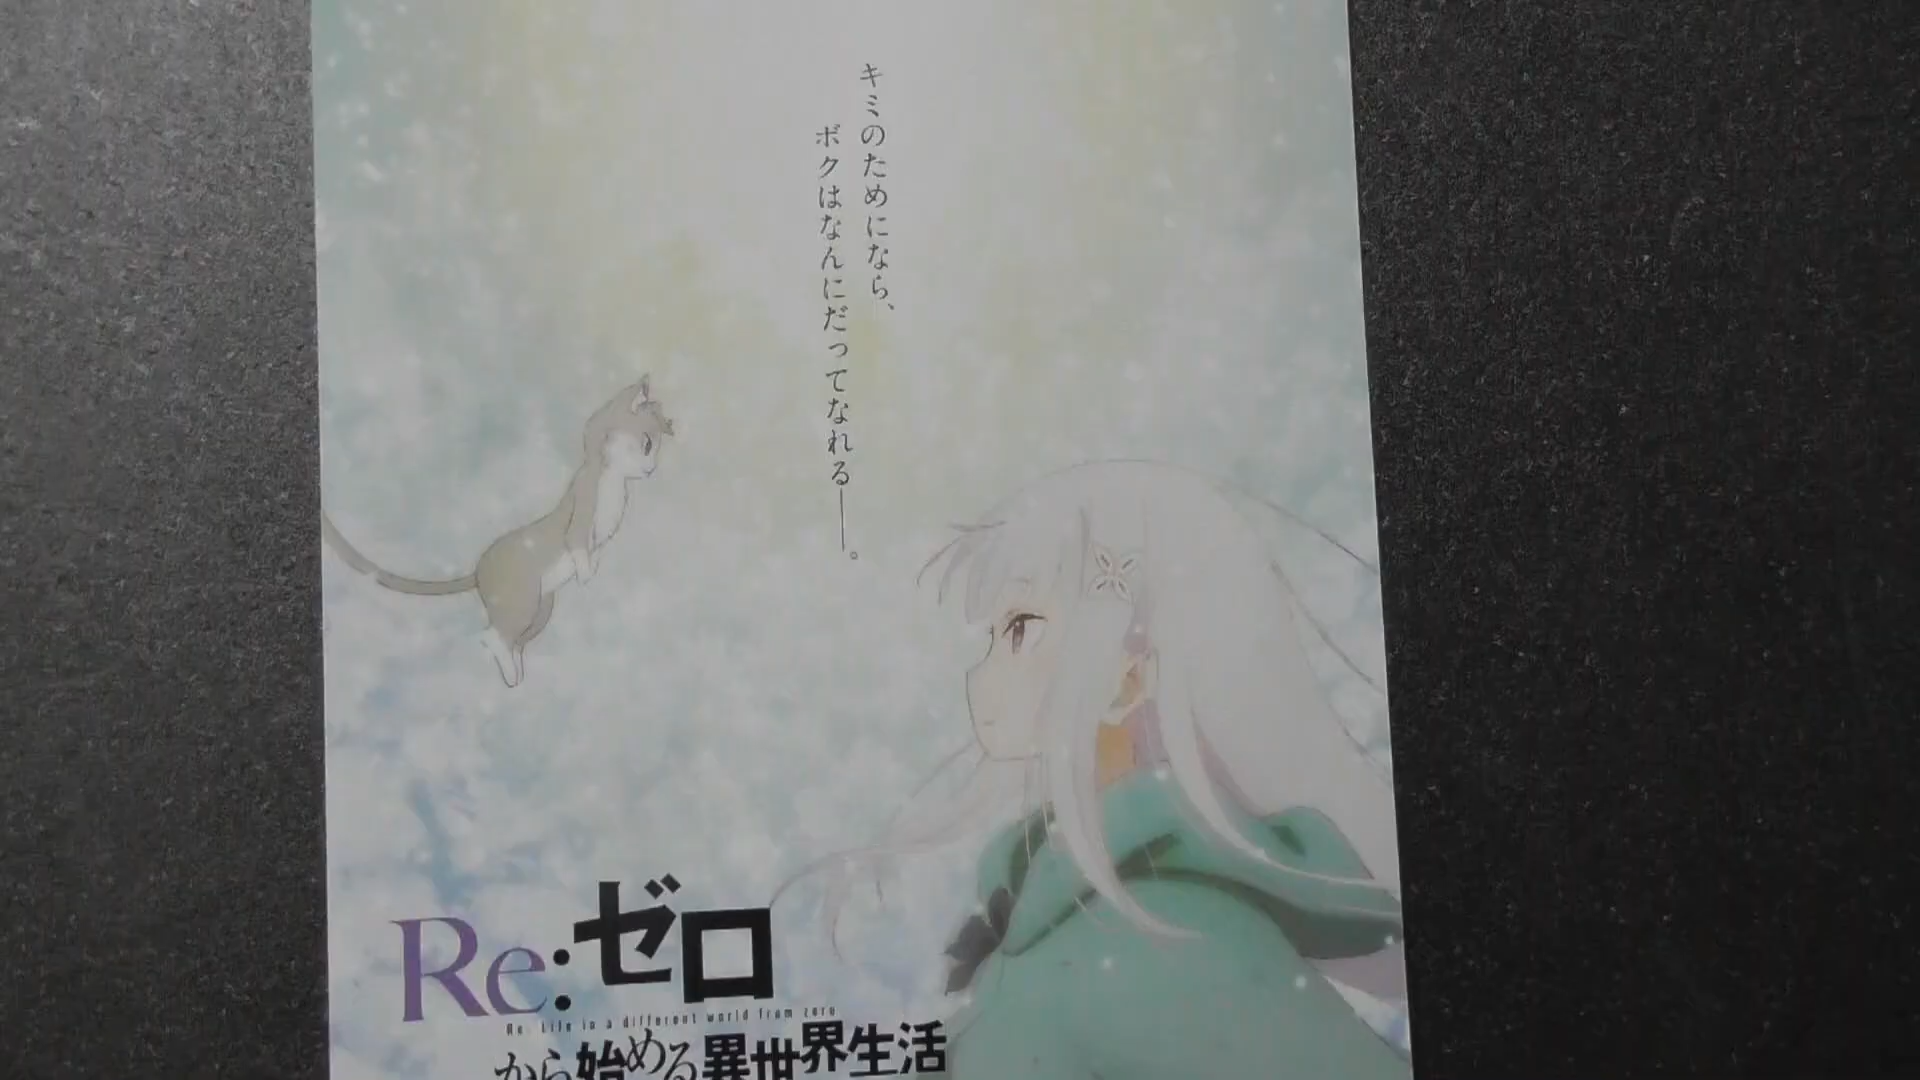 キミのためになら、
ボクはなんにだってなれる――。
Re:ゼロ
Re: Life in a different world from zero
から始める異世界生活